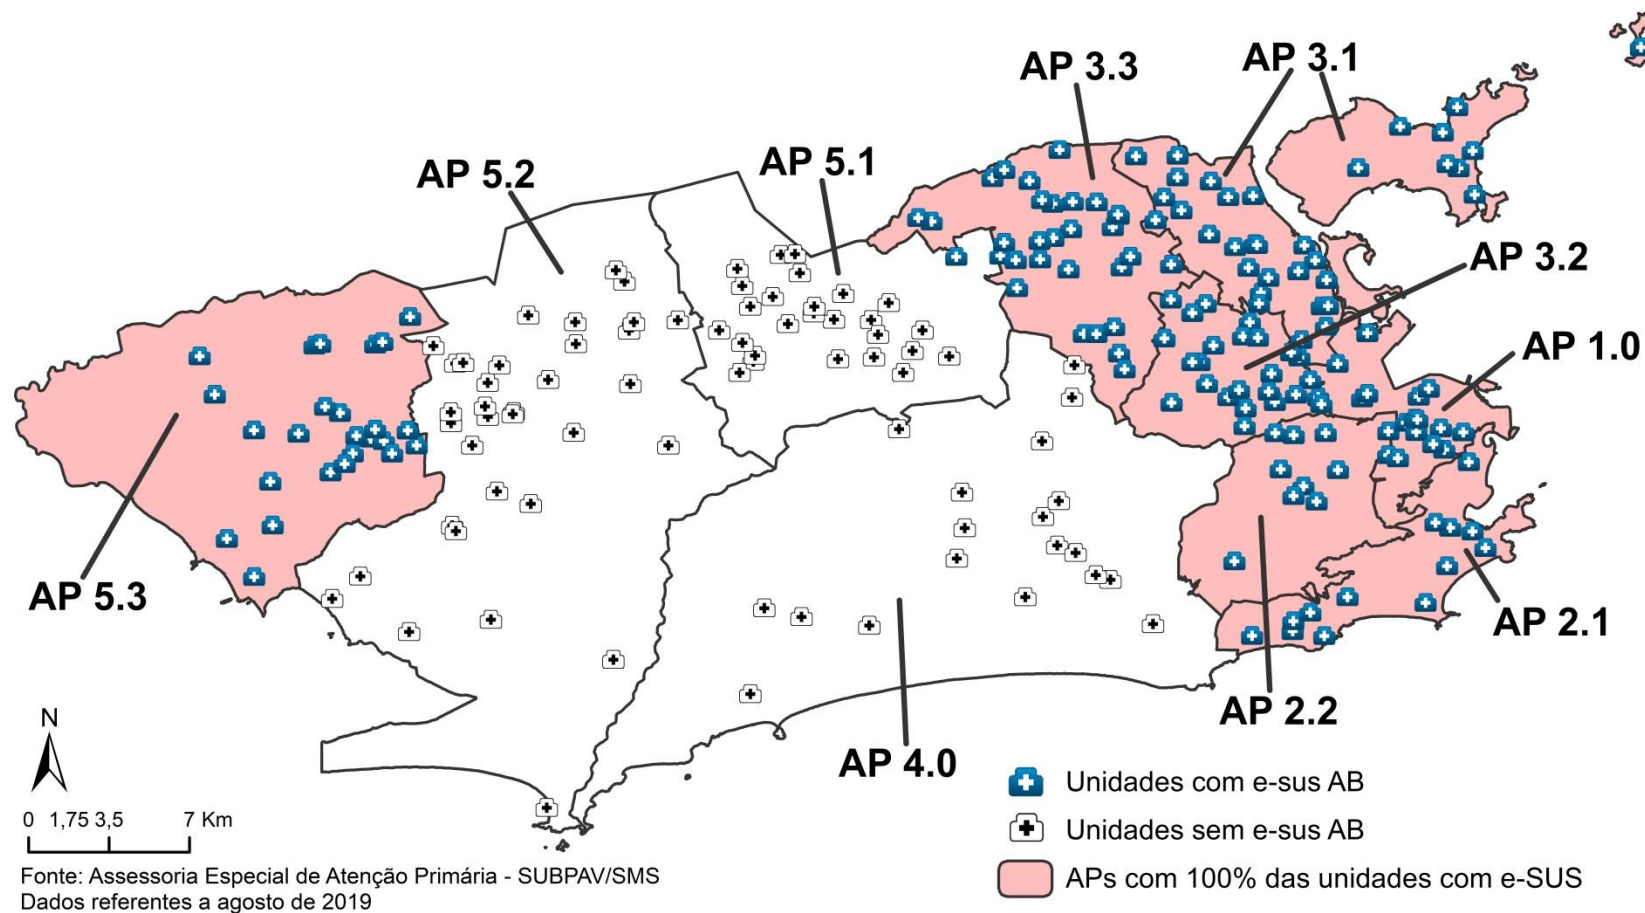 AP 3.3
AP 3.1
AP 5.2
AP 5.1
AP 3.2
AP 1.0
AP 5.3
AP 2.1
AP 2.2
AP 4.0
N
0 1,75 3,5 7 Km
Unidades com e-sus AB
Unidades sem e-sus AB
APs com 100% das unidades com e-SUS
Fonte: Assessoria Especial de Atenção Primária - SUBPAV/SMS
Dados referentes a agosto de 2019